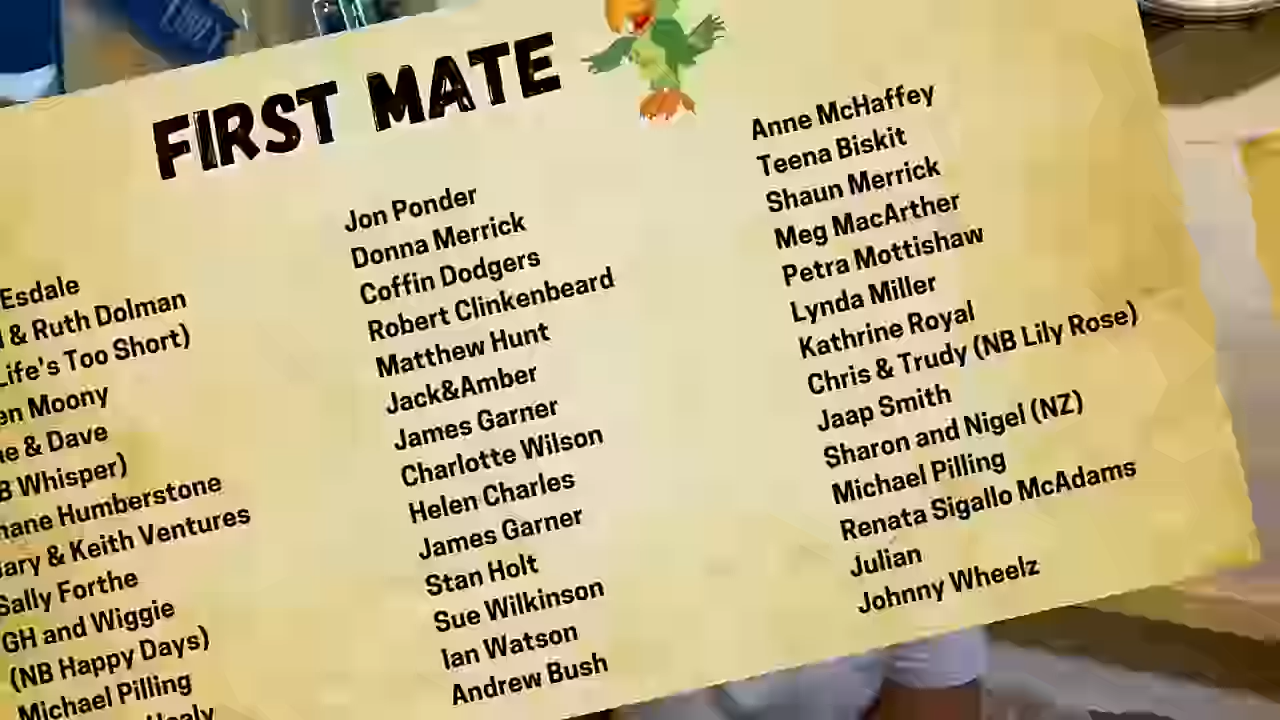 FIRST MATE
Esdale
& Ruth Dolman
Life's Too Short)
Moony
& Dave
Whisper)
Humberstone
& Keith Ventures
Sally Forthe
GH and Wiggie
(NB Happy Days)
Michael Pilling
Jon Ponder
Donna Merrick
Coffin Dodgers
Robert Clinkenbeard
Matthew Hunt
Jack&Amber
James Garner
Charlotte Wilson
Helen Charles
James Garner
Stan Holt
Sue Wilkinson
Ian Watson
Andrew Bush
Anne McHaffey
Teena Biskit
Shaun Merrick
Meg MacArther
Petra Mottishaw
Lynda Miller
Kathrine Royal
Chris & Trudy (NB Lily Rose)
Jaap Smith
Sharon and Nigel (NZ)
Michael Pilling
Renata Sigallo McAdams
Julian
Johnny Wheelz